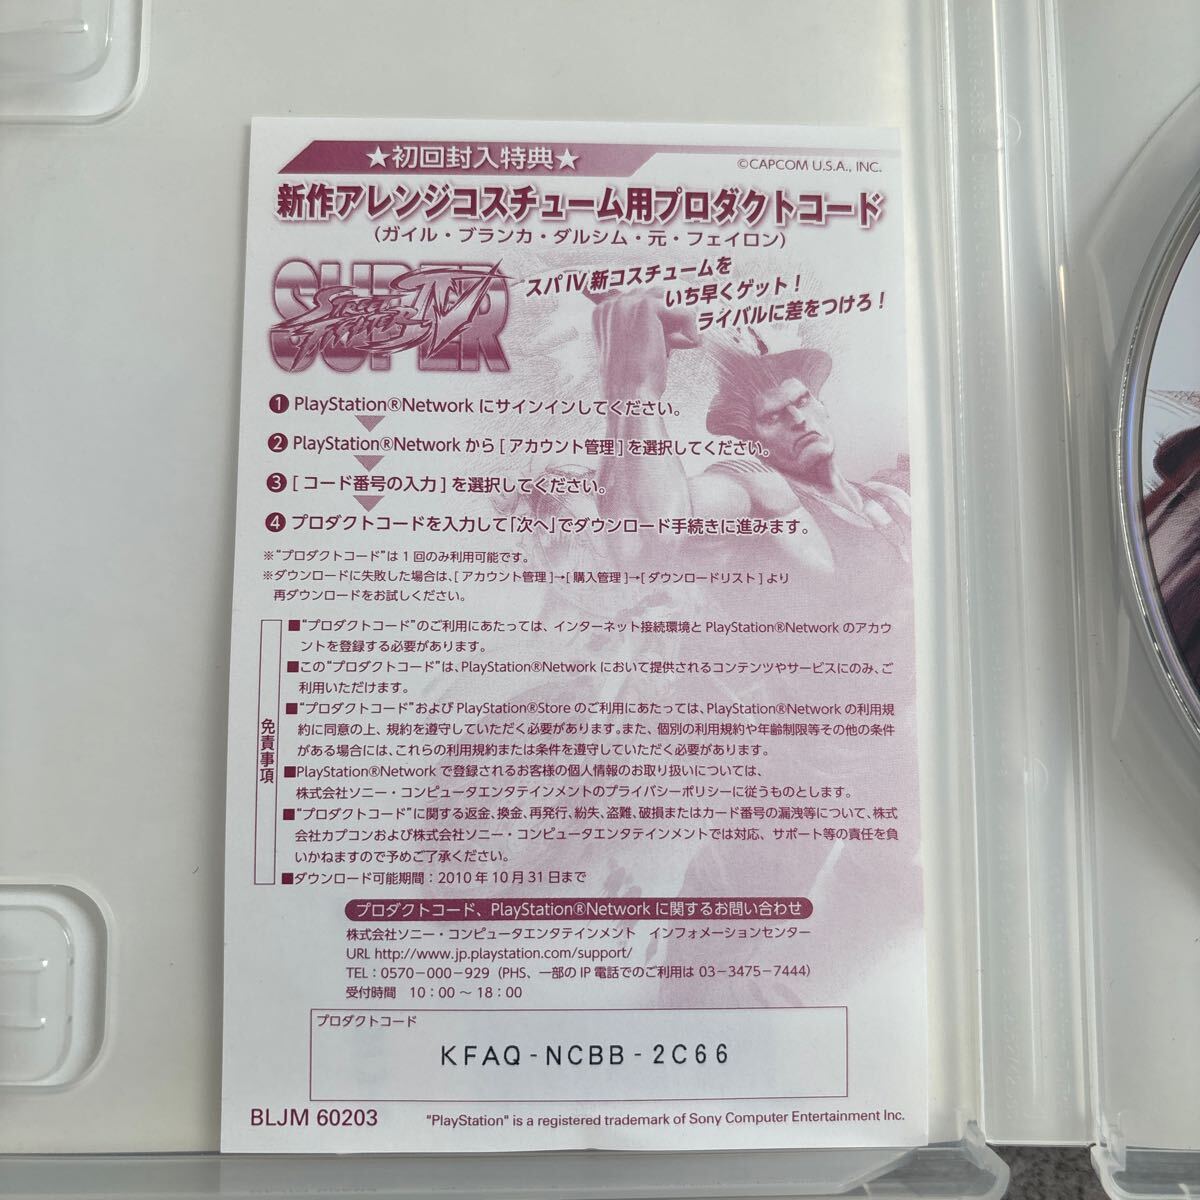 ★初回封入特典★
©CAPCOM U.S.A., INC.
新作アレンジコスチューム用プロダクトコード
(ガイル・ブランカ・ダルシム・元・フェイロン)
SUPER
STREET FIGHTER IV
スパIV 新コスチュームを
いち早くゲット!
ライバルに差をつけろ!
❶ PlayStation®Network にサインインしてください。
❷ PlayStation®Network から [ アカウント管理 ] を選択してください。
❸ [ コード番号の入力 ] を選択してください。
❹ プロダクトコードを入力して「次へ」でダウンロード手続きに進みます。
※“プロダクトコード”は 1 回のみ利用可能です。
※ダウンロードに失敗した場合は、[ アカウント管理 ]→[ 購入管理 ]→[ ダウンロードリスト ] より
再ダウンロードをお試しください。
免責事項
■“プロダクトコード”のご利用にあたっては、インターネット接続環境と PlayStation®Network のアカウ
ントを登録する必要があります。
■この“プロダクトコード”は、PlayStation®Network において提供されるコンテンツやサービスにのみ、ご
利用いただけます。
■“プロダクトコード”および PlayStation®Store のご利用にあたっては、PlayStation®Network の利用規
約に同意の上、規約を遵守していただく必要があります。また、個別の利用規約や年齢制限等その他の条件
がある場合には、これらの利用規約または条件を遵守していただく必要があります。
■PlayStation®Network で登録されるお客様の個人情報のお取り扱いについては、
株式会社ソニー・コンピュータエンタテインメントのプライバシーポリシーに従うものとします。
■“プロダクトコード”に関する返金、換金、再発行、紛失、盗難、破損またはカード番号の漏洩等について、株式
会社カプコンおよび株式会社ソニー・コンピュータエンタテインメントでは対応、サポート等の責任を負
いかねますので予めご了承ください。
■ダウンロード可能期間:2010 年 10 月 31 日まで
プロダクトコード、PlayStation®Network に関するお問い合わせ
株式会社ソニー・コンピュータエンタテインメント インフォメーションセンター
URL http://www.jp.playstation.com/support/
TEL:0570−000−929(PHS、一部の IP 電話でのご利用は 03−3475−7444)
受付時間 10:00 ～ 18:00
プロダクトコード
KFAQ-NCBB-2C66
BLJM 60203
"PlayStation" is a registered trademark of Sony Computer Entertainment Inc.